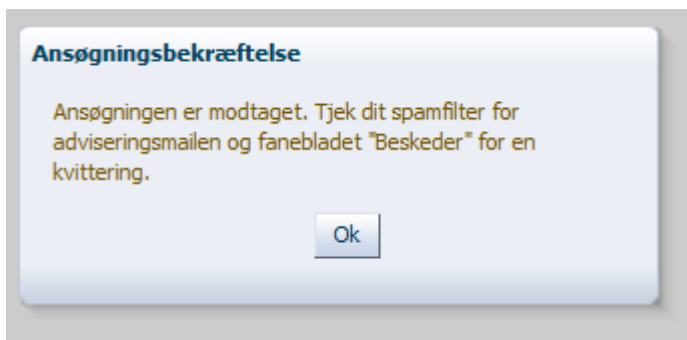 Ansøgningsbekræftelse
Ansøgningen er modtaget. Tjek dit spamfilter for
adviseringsmailen og fanebladet "Beskeder" for en
kvittering.
Ok